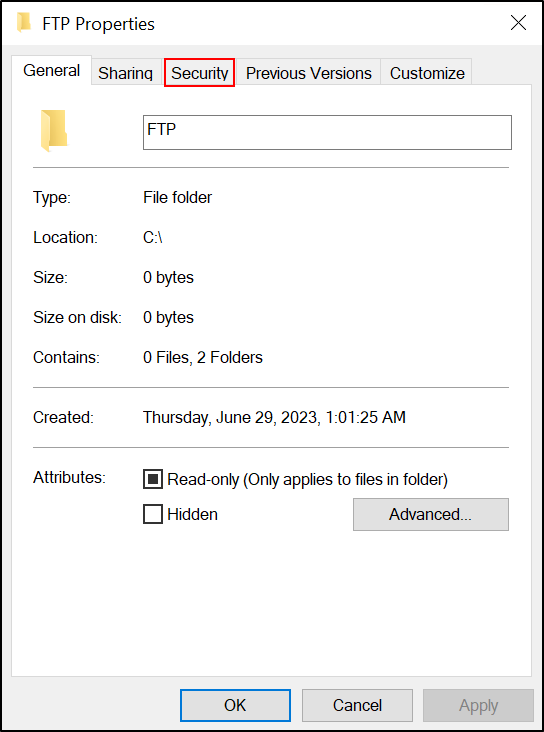 FTP Properties
General Sharing Security Previous Versions Customize
FTP
Type: File folder
Location: C:\
Size: 0 bytes
Size on disk: 0 bytes
Contains: 0 Files, 2 Folders
Created: Thursday, June 29, 2023, 1:01:25 AM
Attributes: Read-only (Only applies to files in folder)
Hidden Advanced...
OK Cancel Apply